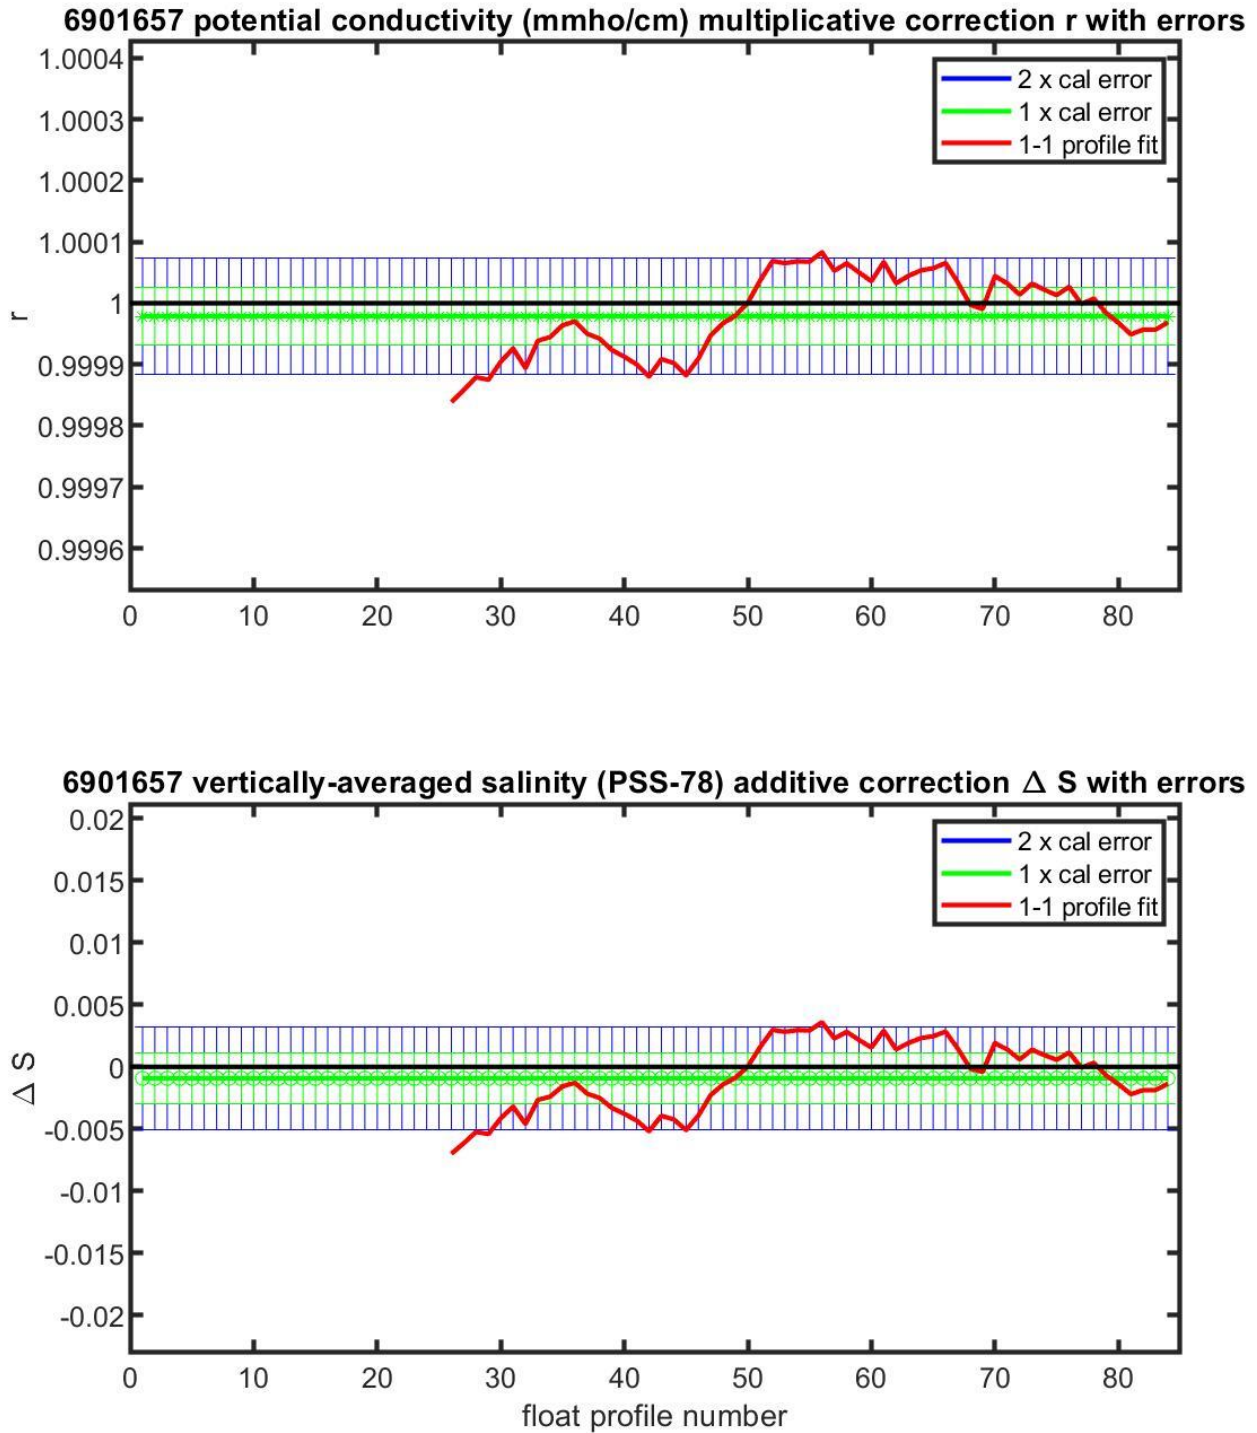 6901657 potential conductivity (mmho/cm) multiplicative correction r with errors
1.0004
1.0003
1.0002
1.0001
1
0.9999
0.9998
0.9997
0.9996
r
2 x cal error
1 x cal error
1-1 profile fit
0 10 20 30 40 50 60 70 80
6901657 vertically-averaged salinity (PSS-78) additive correction Δ S with errors
0.02
0.015
0.01
0.005
0
-0.005
-0.01
-0.015
-0.02
Δ S
2 x cal error
1 x cal error
1-1 profile fit
0 10 20 30 40 50 60 70 80
float profile number